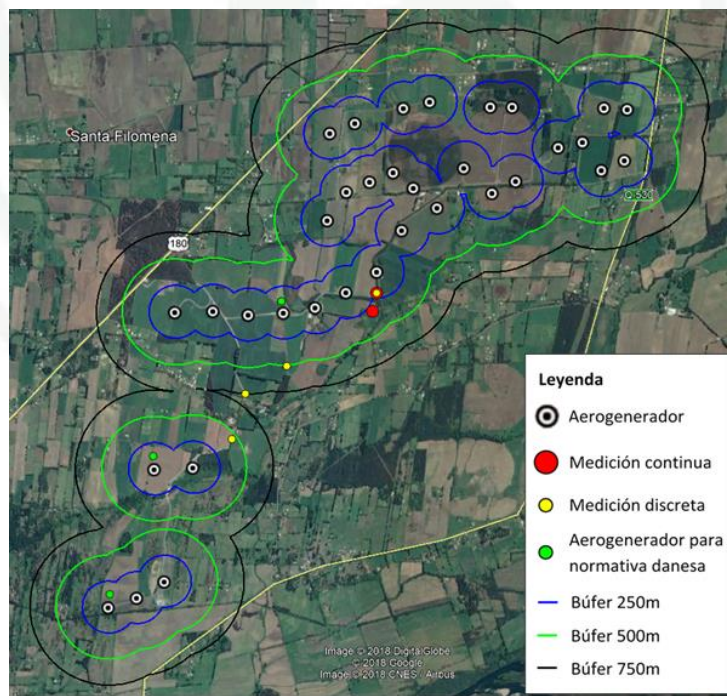 Santa Filomena
180
Q-500
Leyenda
Aerogenerador
Medición continua
Medición discreta
Aerogenerador para
normativa danesa
Búfer 250m
Búfer 500m
Búfer 750m
Image © 2018 DigitalGlobe
© 2018 Google
Image © 2018 CNES / Airbus